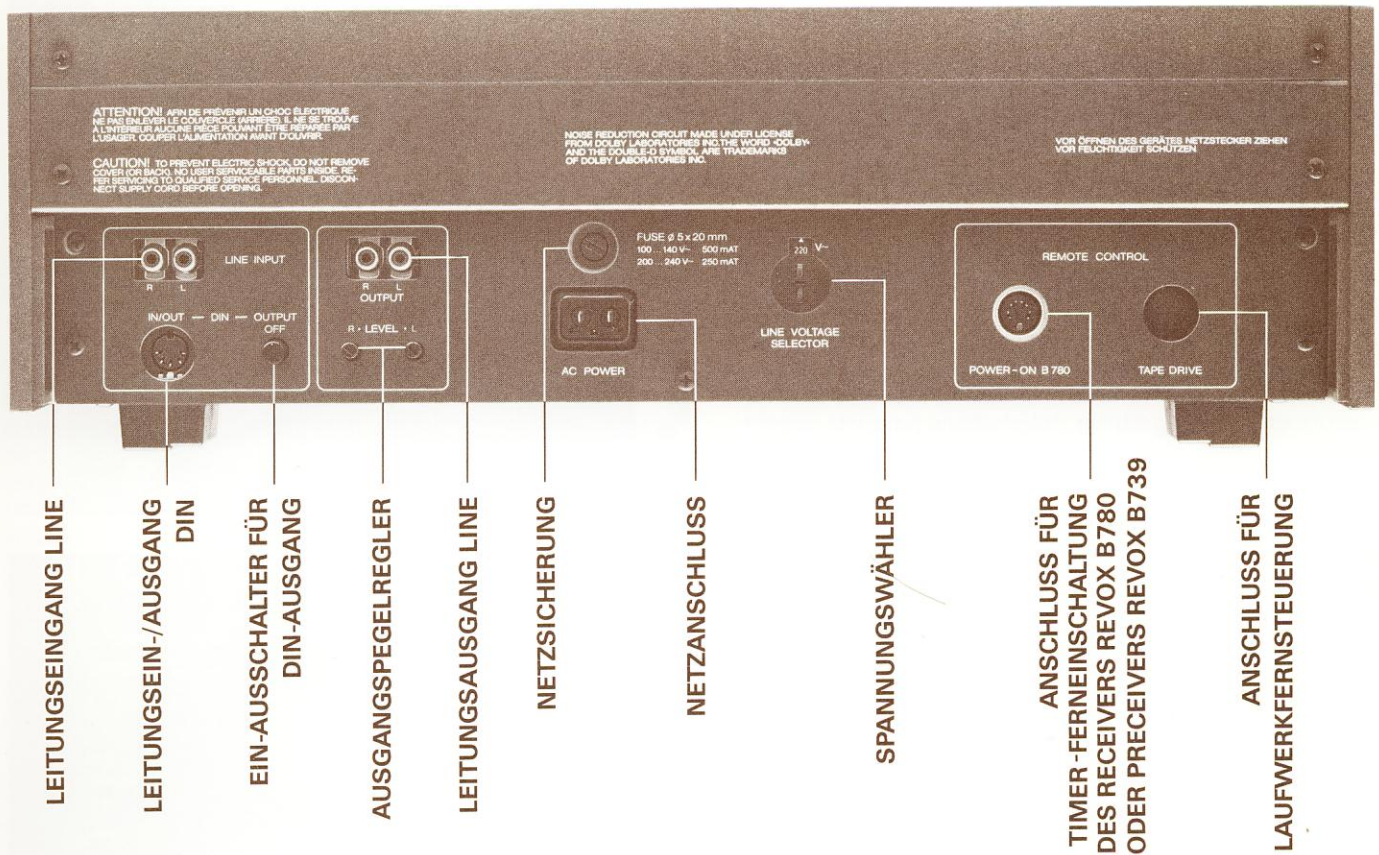 ATTENTION! AFIN DE PRÉVENIR UN CHOC ÉLECTRIQUE
NE PAS ENLEVER LE COUVERCLE (ARRIÈRE). IL NE SE TROUVE
A L'INTÉRIEUR AUCUNE PIÈCE POUVANT ÊTRE RÉPARÉE PAR
L'USAGER. COUPER L'ALIMENTATION AVANT D'OUVRIR.
CAUTION! TO PREVENT ELECTRIC SHOCK, DO NOT REMOVE
COVER (OR BACK). NO USER SERVICEABLE PARTS INSIDE. RE-
FER SERVICING TO QUALIFIED SERVICE PERSONNEL. DISCON-
NECT SUPPLY CORD BEFORE OPENING.
NOISE REDUCTION CIRCUIT MADE UNDER LICENSE
FROM DOLBY LABORATORIES INC. THE WORD «DOLBY»
AND THE DOUBLE-D SYMBOL ARE TRADEMARKS
OF DOLBY LABORATORIES INC.
VOR ÖFFNEN DES GERÄTES NETZSTECKER ZIEHEN
VOR FEUCHTIGKEIT SCHÜTZEN
LINE INPUT
R L
IN/OUT — DIN — OUTPUT
OFF
R L
OUTPUT
R • LEVEL • L
FUSE ø 5 x 20 mm
100 ... 140 V~ 500 mAT
200 ... 240 V~ 250 mAT
AC POWER
220 V~
LINE VOLTAGE
SELECTOR
REMOTE CONTROL
POWER-ON B 780
TAPE DRIVE
LEITUNGSEINGANG LINE
LEITUNGSEIN-/AUSGANG
DIN
EIN-AUSSCHALTER FÜR
DIN-AUSGANG
AUSGANGSPEGELREGLER
LEITUNGSAUSGANG LINE
NETZSICHERUNG
NETZANSCHLUSS
SPANNUNGSWÄHLER
ANSCHLUSS FÜR
TIMER-FERNEINSCHALTUNG
DES RECEIVERS REVOX B780
ODER PRECEIVERS REVOX B739
ANSCHLUSS FÜR
LAUFWERKFERNSTEUERUNG